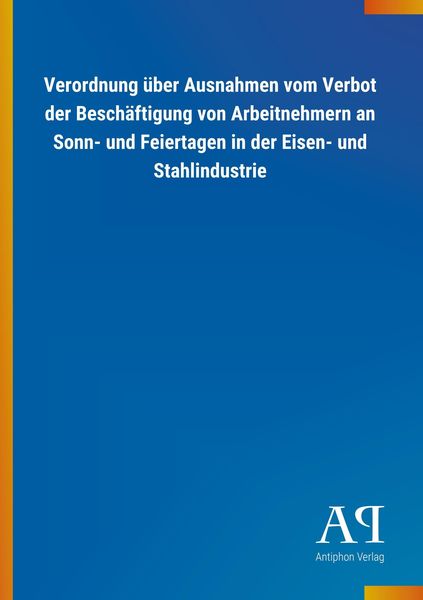 Verordnung über Ausnahmen vom Verbot
der Beschäftigung von Arbeitnehmern an
Sonn- und Feiertagen in der Eisen- und
Stahlindustrie
AP
Antiphon Verlag